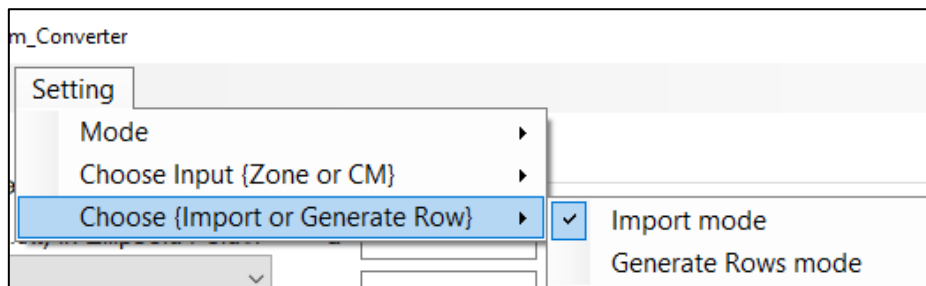 m_Converter
Setting
Mode
Choose Input {Zone or CM}
Choose {Import or Generate Row}
Import mode
Generate Rows mode